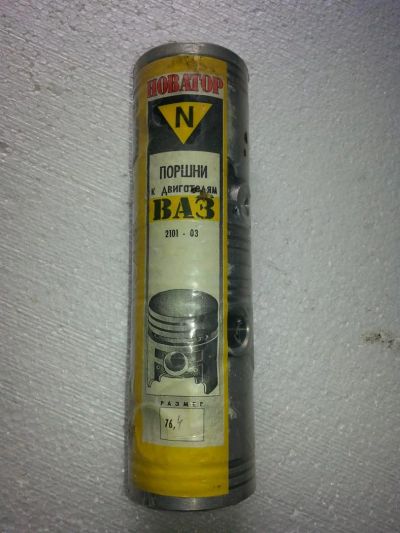 НОВАТОР
N
ПОРШНИ
К ДВИГАТЕЛЯМ
ВАЗ
2101 - 03
РАЗМЕР
76,4